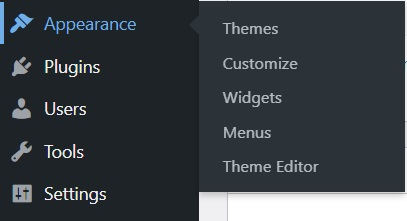 Appearance
Plugins
Users
Tools
Settings
Themes
Customize
Widgets
Menus
Theme Editor